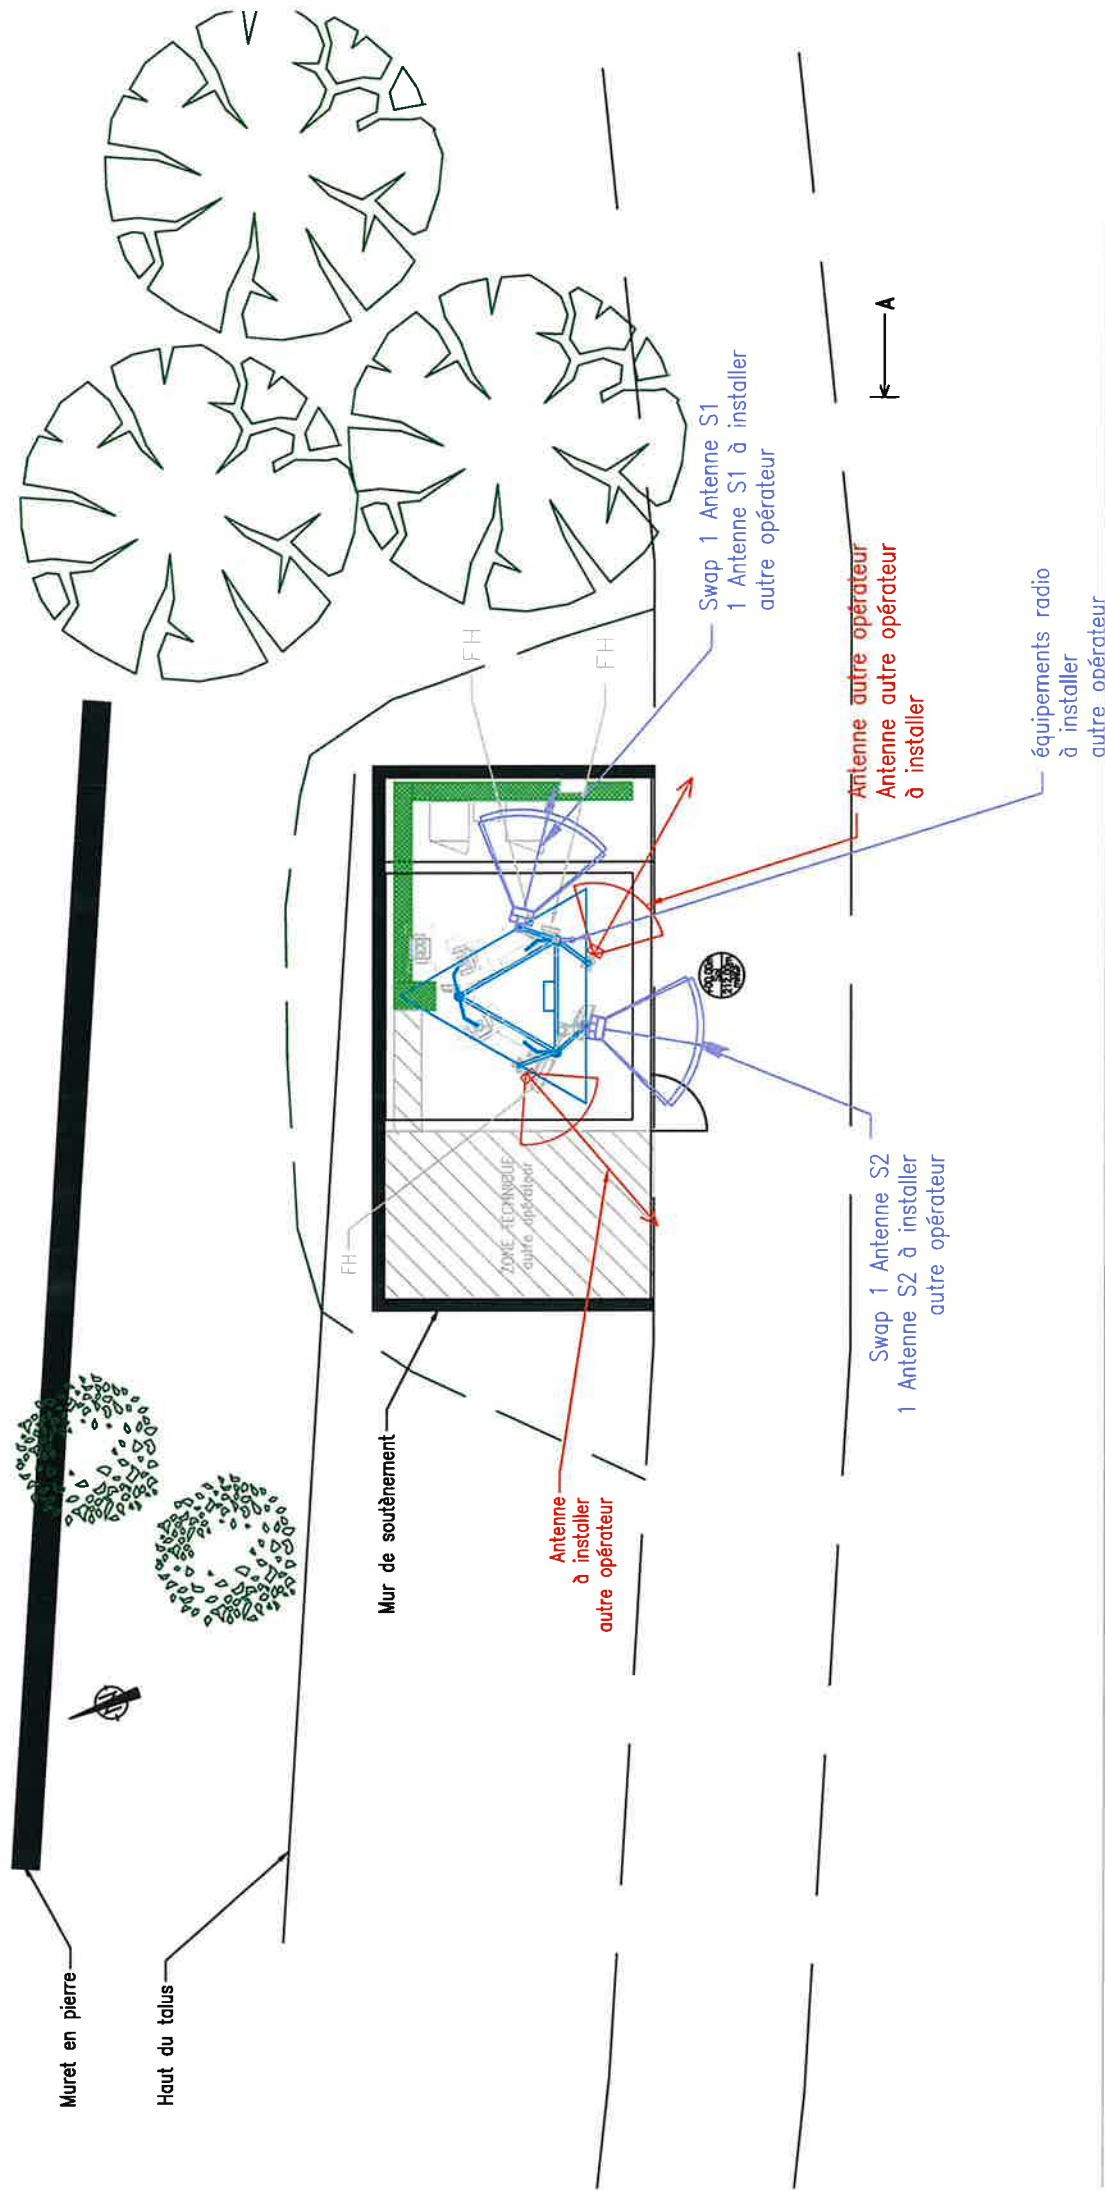 Muret en pierre
Haut du talus
Mur de soutènement
FH
FH
FH
ZONE TECHNIQUE
autre opérateur
Antenne
à installer
autre opérateur
Swap 1 Antenne S1
1 Antenne S1 à installer
autre opérateur
A
Antenne autre opérateur
Antenne autre opérateur
à installer
équipements radio
à installer
autre opérateur
Swap 1 Antenne S2
1 Antenne S2 à installer
autre opérateur